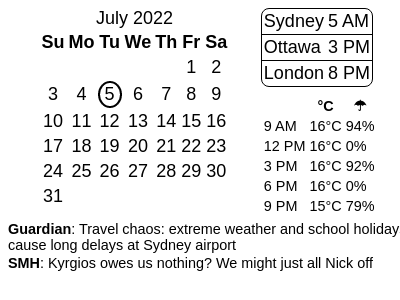 July 2022
Su Mo Tu We Th Fr Sa
1 2
3 4 5 6 7 8 9
10 11 12 13 14 15 16
17 18 19 20 21 22 23
24 25 26 27 28 29 30
31
Sydney 5 AM
Ottawa 3 PM
London 8 PM
°C ☂
9 AM 16°C 94%
12 PM 16°C 0%
3 PM 16°C 92%
6 PM 16°C 0%
9 PM 15°C 79%
Guardian: Travel chaos: extreme weather and school holiday
cause long delays at Sydney airport
SMH: Kyrgios owes us nothing? We might just all Nick off